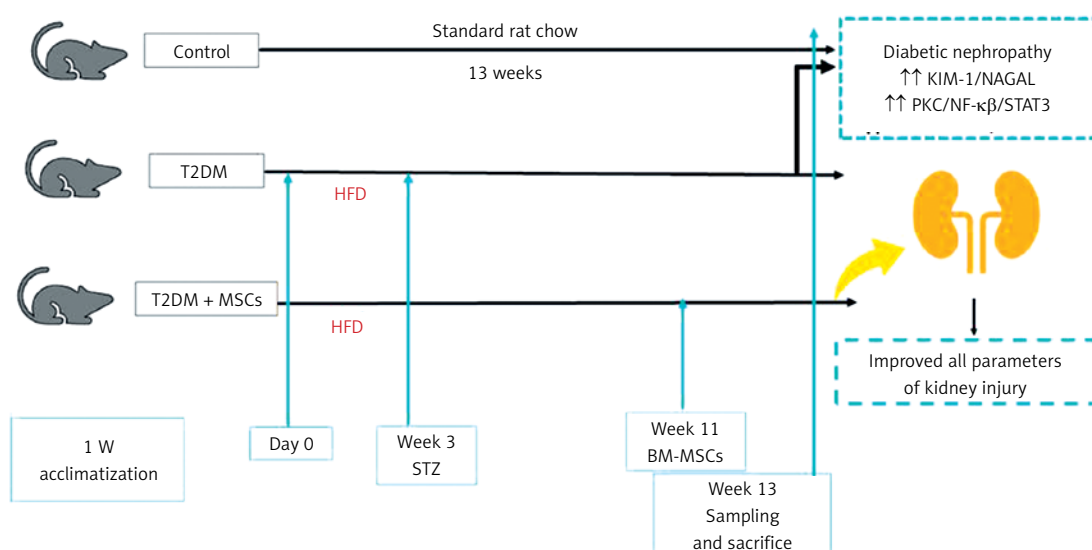 Control
Standard rat chow
13 weeks
Diabetic nephropathy
↑↑ KIM-1/NAGAL
↑↑ PKC/NF-κβ/STAT3
T2DM
HFD
T2DM + MSCs
HFD
Improved all parameters
of kidney injury
1 W
acclimatization
Day 0
Week 3
STZ
Week 11
BM-MSCs
Week 13
Sampling
and sacrifice